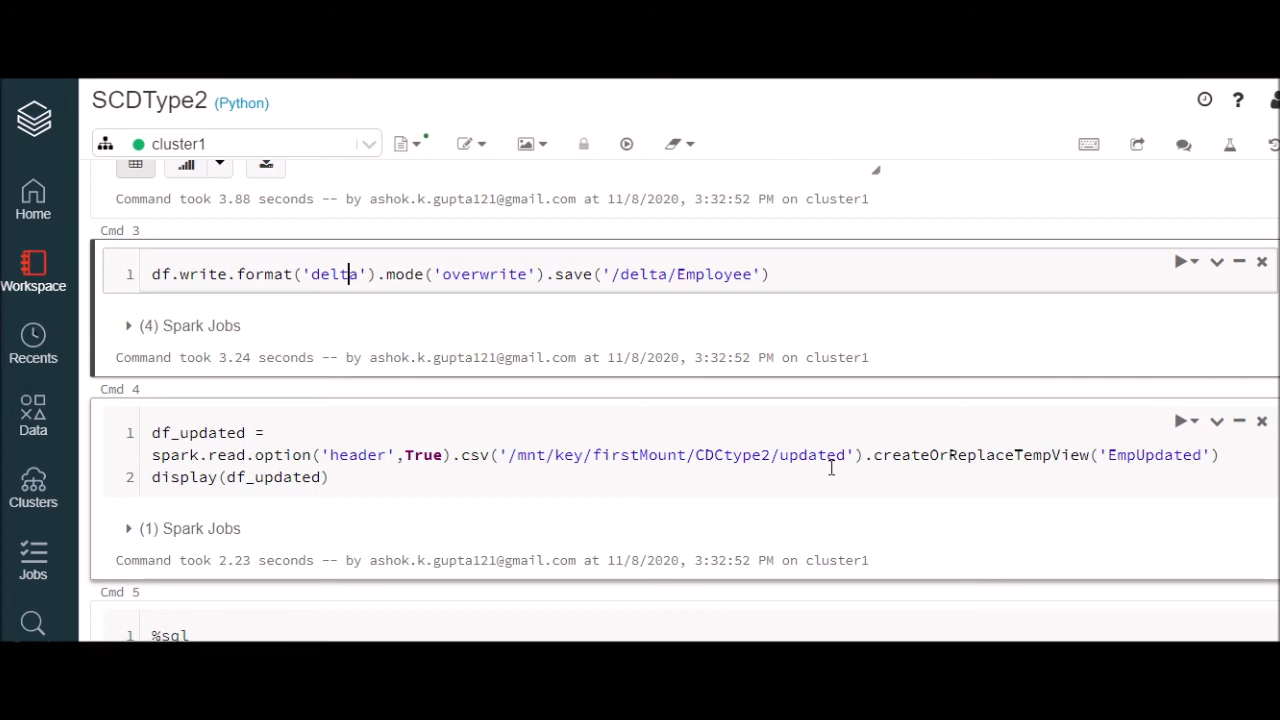 SCDType2 (Python)
cluster1
Command took 3.88 seconds -- by ashok.k.gupta121@gmail.com at 11/8/2020, 3:32:52 PM on cluster1
Cmd 3
1 df.write.format('delta').mode('overwrite').save('/delta/Employee')
(4) Spark Jobs
Command took 3.24 seconds -- by ashok.k.gupta121@gmail.com at 11/8/2020, 3:32:52 PM on cluster1
Cmd 4
1 df_updated =
spark.read.option('header',True).csv('/mnt/key/firstMount/CDCtype2/updated').createOrReplaceTempView('EmpUpdated')
2 display(df_updated)
(1) Spark Jobs
Command took 2.23 seconds -- by ashok.k.gupta121@gmail.com at 11/8/2020, 3:32:52 PM on cluster1
Cmd 5
1 %sql
Home
Workspace
Recents
Data
Clusters
Jobs